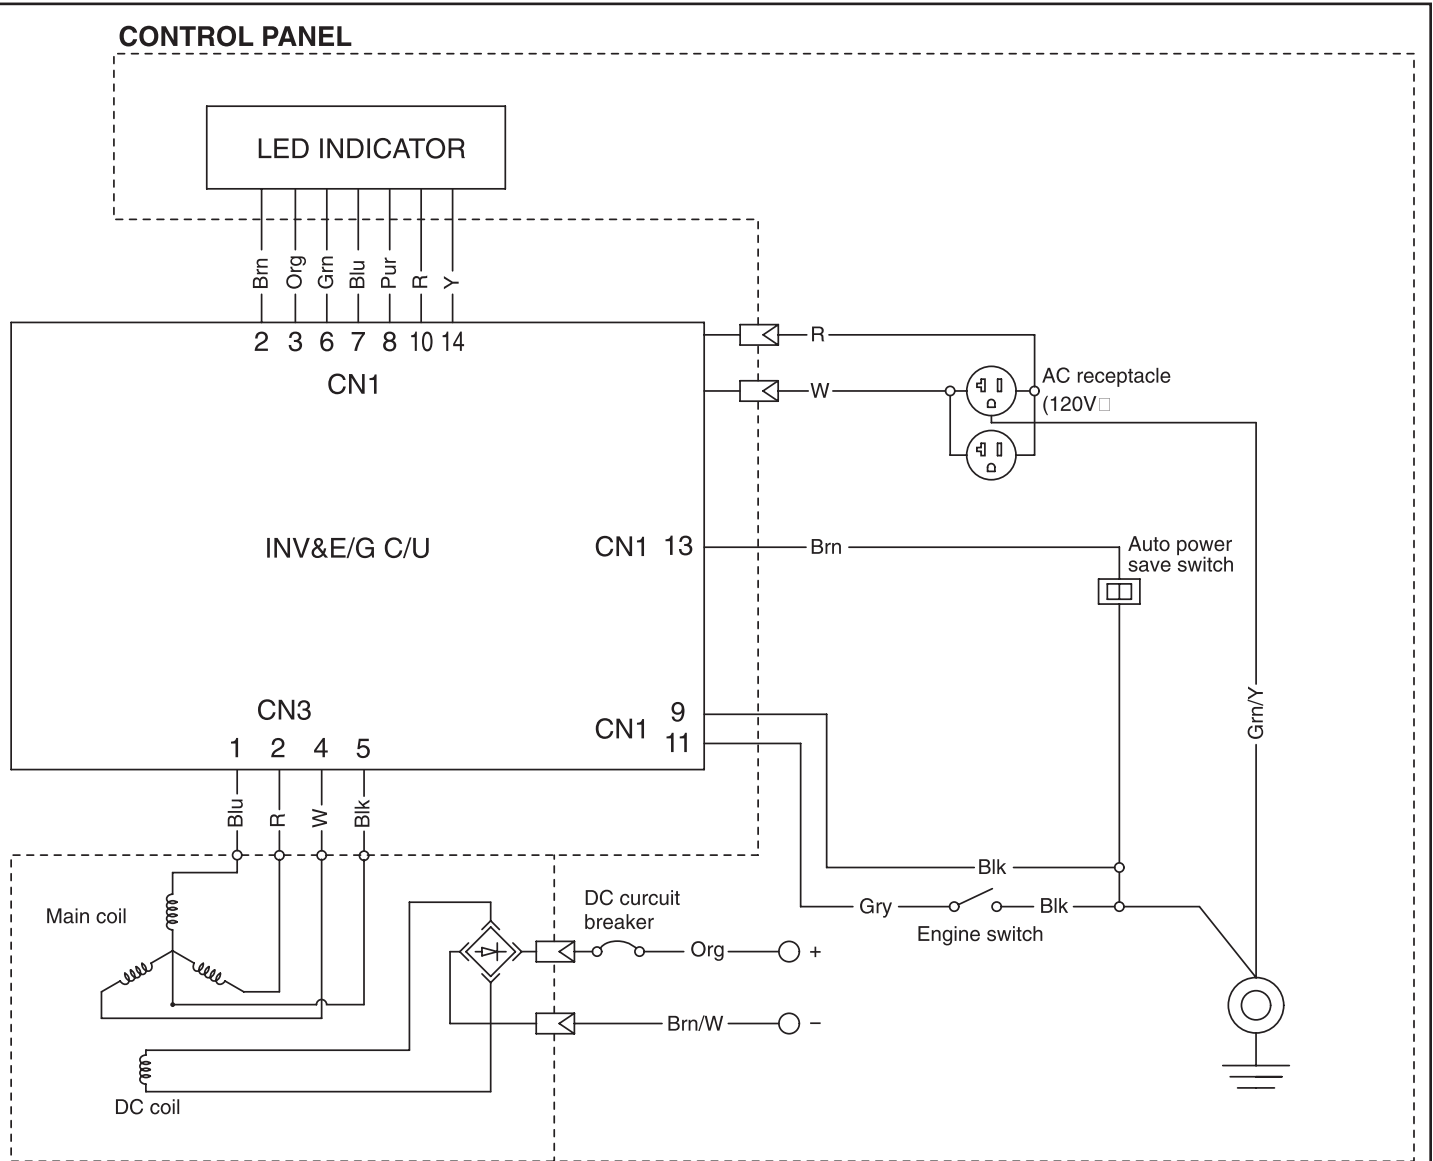 CONTROL PANEL
LED INDICATOR
Brn Org Grn Blu Pur R Y
2 3 6 7 8 10 14
CN1
R
W
AC receptacle
(120V□
INV&E/G C/U
CN1 13
Brn
Auto power
save switch
Grn/Y
CN3
1 2 4 5
CN1
9
11
Blu R W Blk
Blk
Gry
Blk
Engine switch
Main coil
DC curcuit
breaker
Org
+
Brn/W
−
DC coil